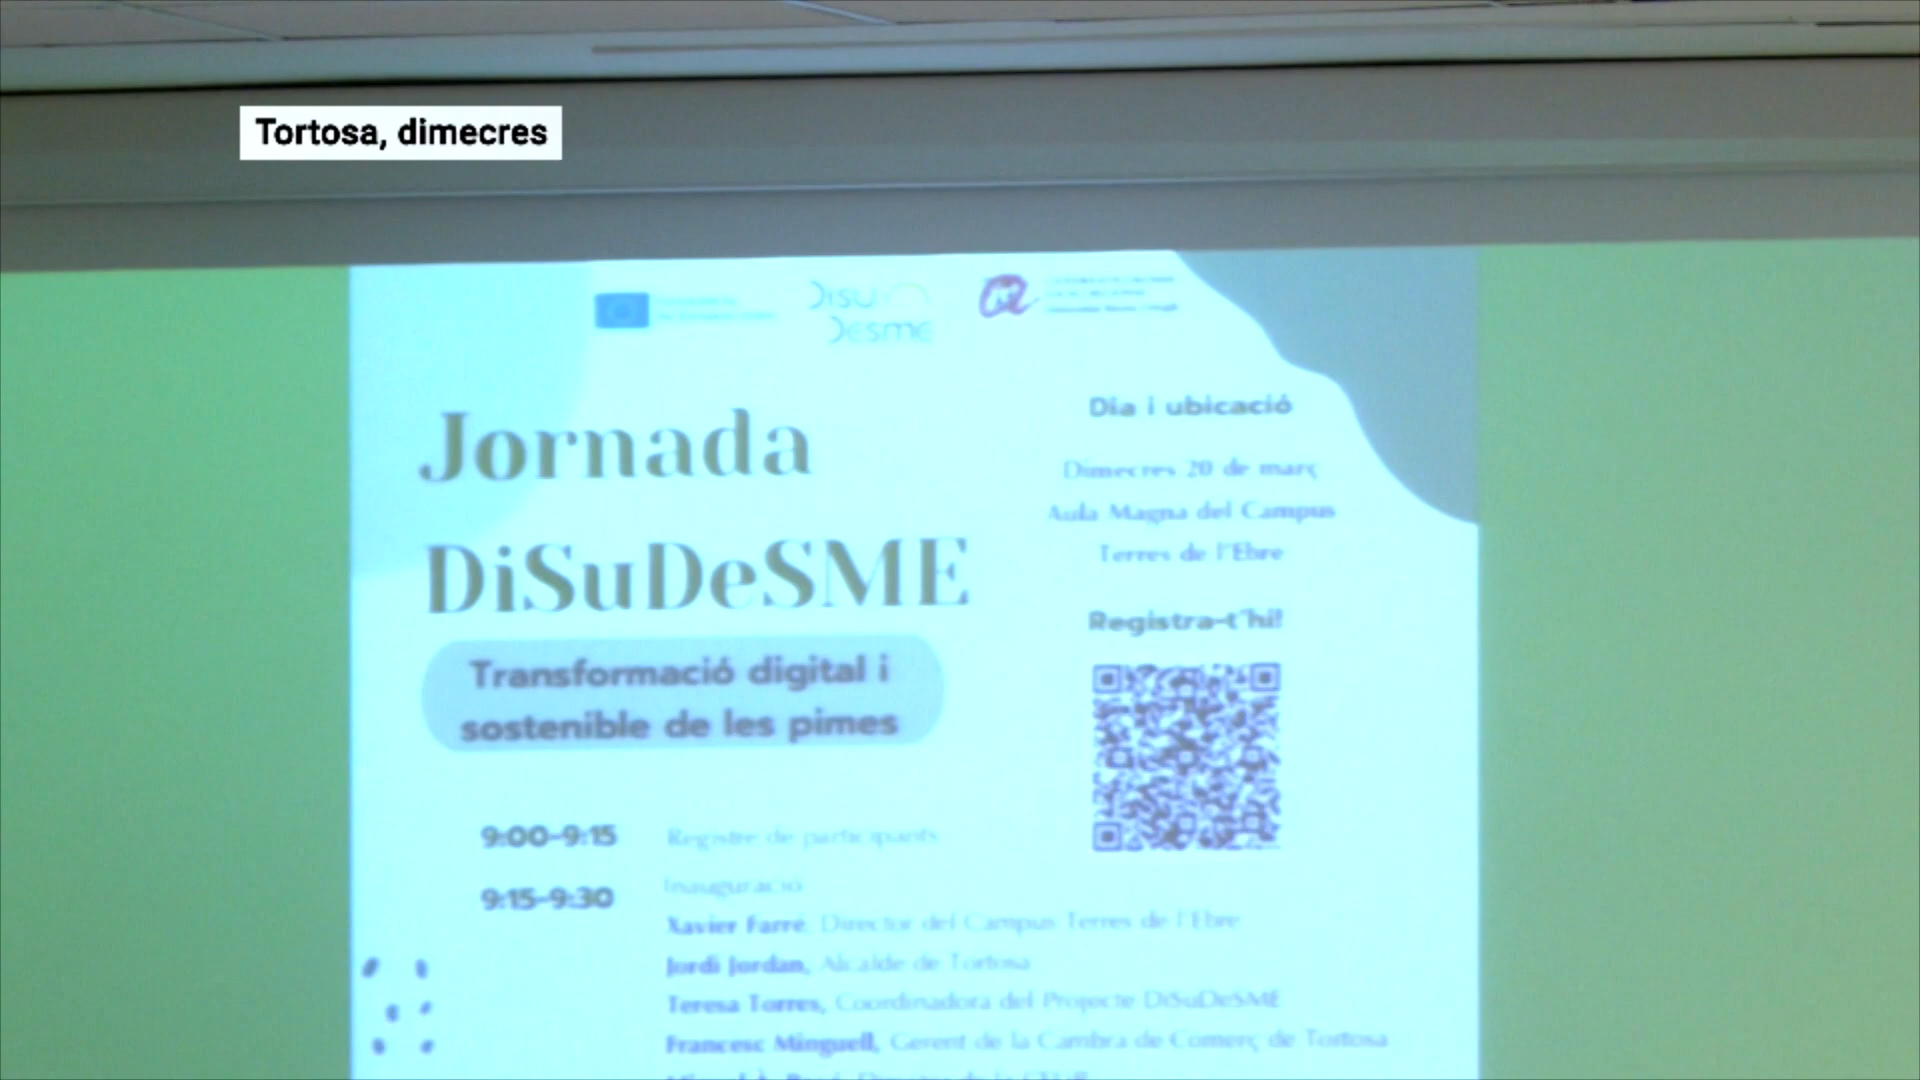 Tortosa, dimecres
DiSu
Desme
Jornada
DiSuDeSME
Transformació digital i
sostenible de les pimes
Dia i ubicació
Dimecres 20 de març
Aula Magna del Campus
Terres de l'Ebre
Registra-t'hi!
9:00-9:15 Registre de participants
9:15-9:30 Inauguració
Xavier Farré, Director del Campus Terres de l'Ebre
Jordi Jordan, Alcalde de Tortosa
Teresa Torres, Coordinadora del Projecte DiSuDeSME
Francesc Minguell, Gerent de la Cambra de Comerç de Tortosa